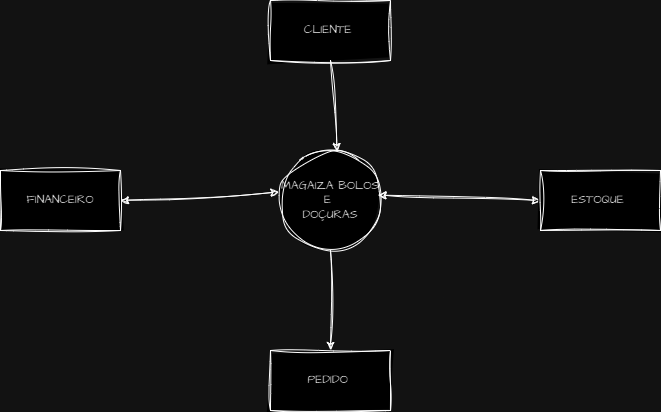 CLIENTE
FINANCEIRO
MAGAIZA BOLOS
E
DOÇURAS
ESTOQUE
PEDIDO